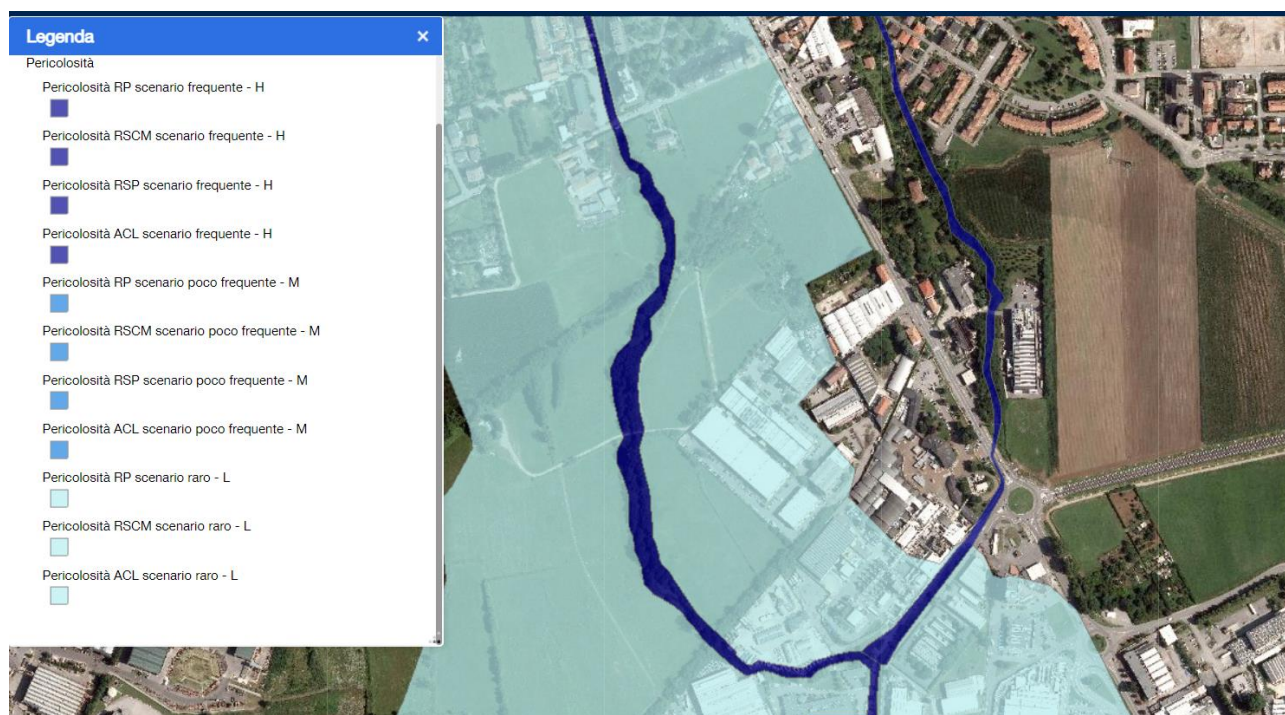 Legenda ×
Pericolosità
Pericolosità RP scenario frequente - H
Pericolosità RSCM scenario frequente - H
Pericolosità RSP scenario frequente - H
Pericolosità ACL scenario frequente - H
Pericolosità RP scenario poco frequente - M
Pericolosità RSCM scenario poco frequente - M
Pericolosità RSP scenario poco frequente - M
Pericolosità ACL scenario poco frequente - M
Pericolosità RP scenario raro - L
Pericolosità RSCM scenario raro - L
Pericolosità ACL scenario raro - L